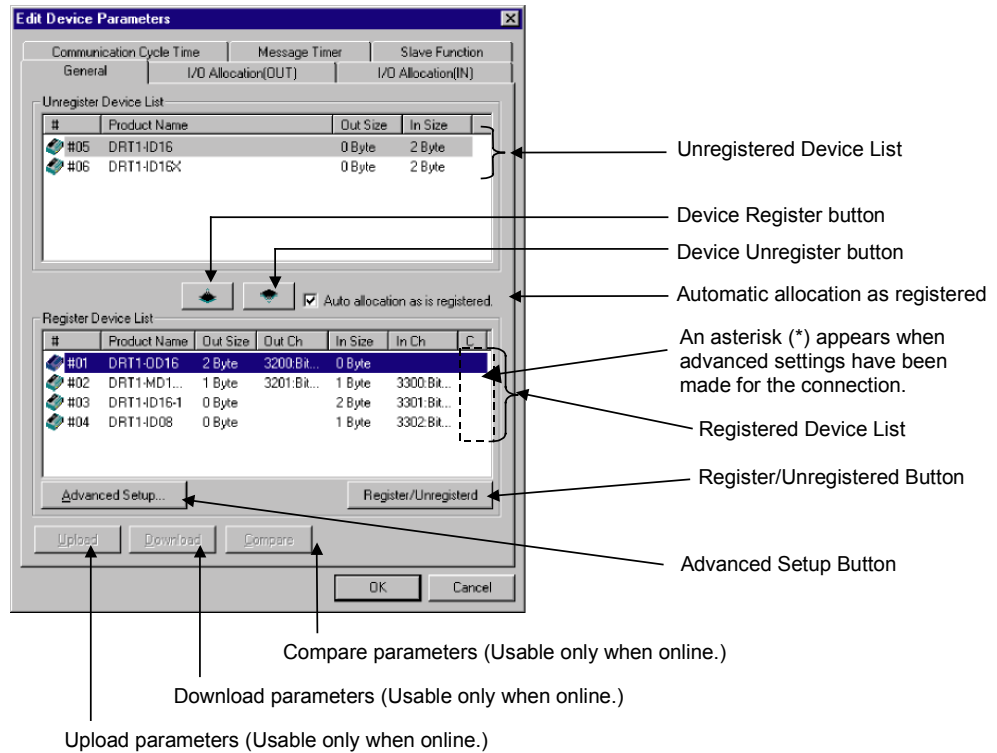 Edit Device Parameters
Communication Cycle Time Message Timer Slave Function
General I/O Allocation(OUT) I/O Allocation(IN)
Unregister Device List
# Product Name Out Size In Size
#05 DRT1-ID16 0 Byte 2 Byte
#06 DRT1-ID16X 0 Byte 2 Byte
Unregistered Device List
Device Register button
Device Unregister button
Auto allocation as is registered.
Automatic allocation as registered
Register Device List
# Product Name Out Size Out Ch In Size In Ch C
#01 DRT1-OD16 2 Byte 3200:Bit... 0 Byte
#02 DRT1-MD1... 1 Byte 3201:Bit... 1 Byte 3300:Bit...
#03 DRT1-ID16-1 0 Byte 2 Byte 3301:Bit...
#04 DRT1-ID08 0 Byte 1 Byte 3302:Bit...
An asterisk (*) appears when
advanced settings have been
made for the connection.
Registered Device List
Advanced Setup... Register/Unregisterd
Register/Unregistered Button
Upload Download Compare
Advanced Setup Button
OK Cancel
Compare parameters (Usable only when online.)
Download parameters (Usable only when online.)
Upload parameters (Usable only when online.)